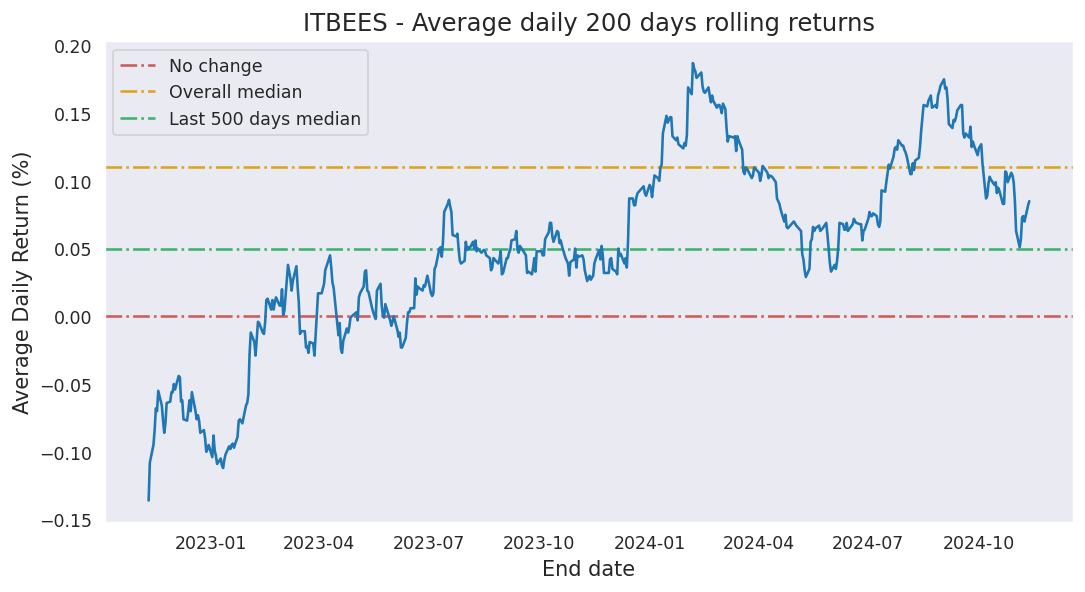 ITBEES - Average daily 200 days rolling returns
No change
Overall median
Last 500 days median
Average Daily Return (%)
0.20
0.15
0.10
0.05
0.00
−0.05
−0.10
−0.15
2023-01 2023-04 2023-07 2023-10 2024-01 2024-04 2024-07 2024-10
End date